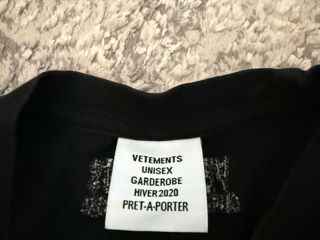 VETEMENTS
UNISEX
GARDEROBE
HIVER 2020
PRET-A-PORTER